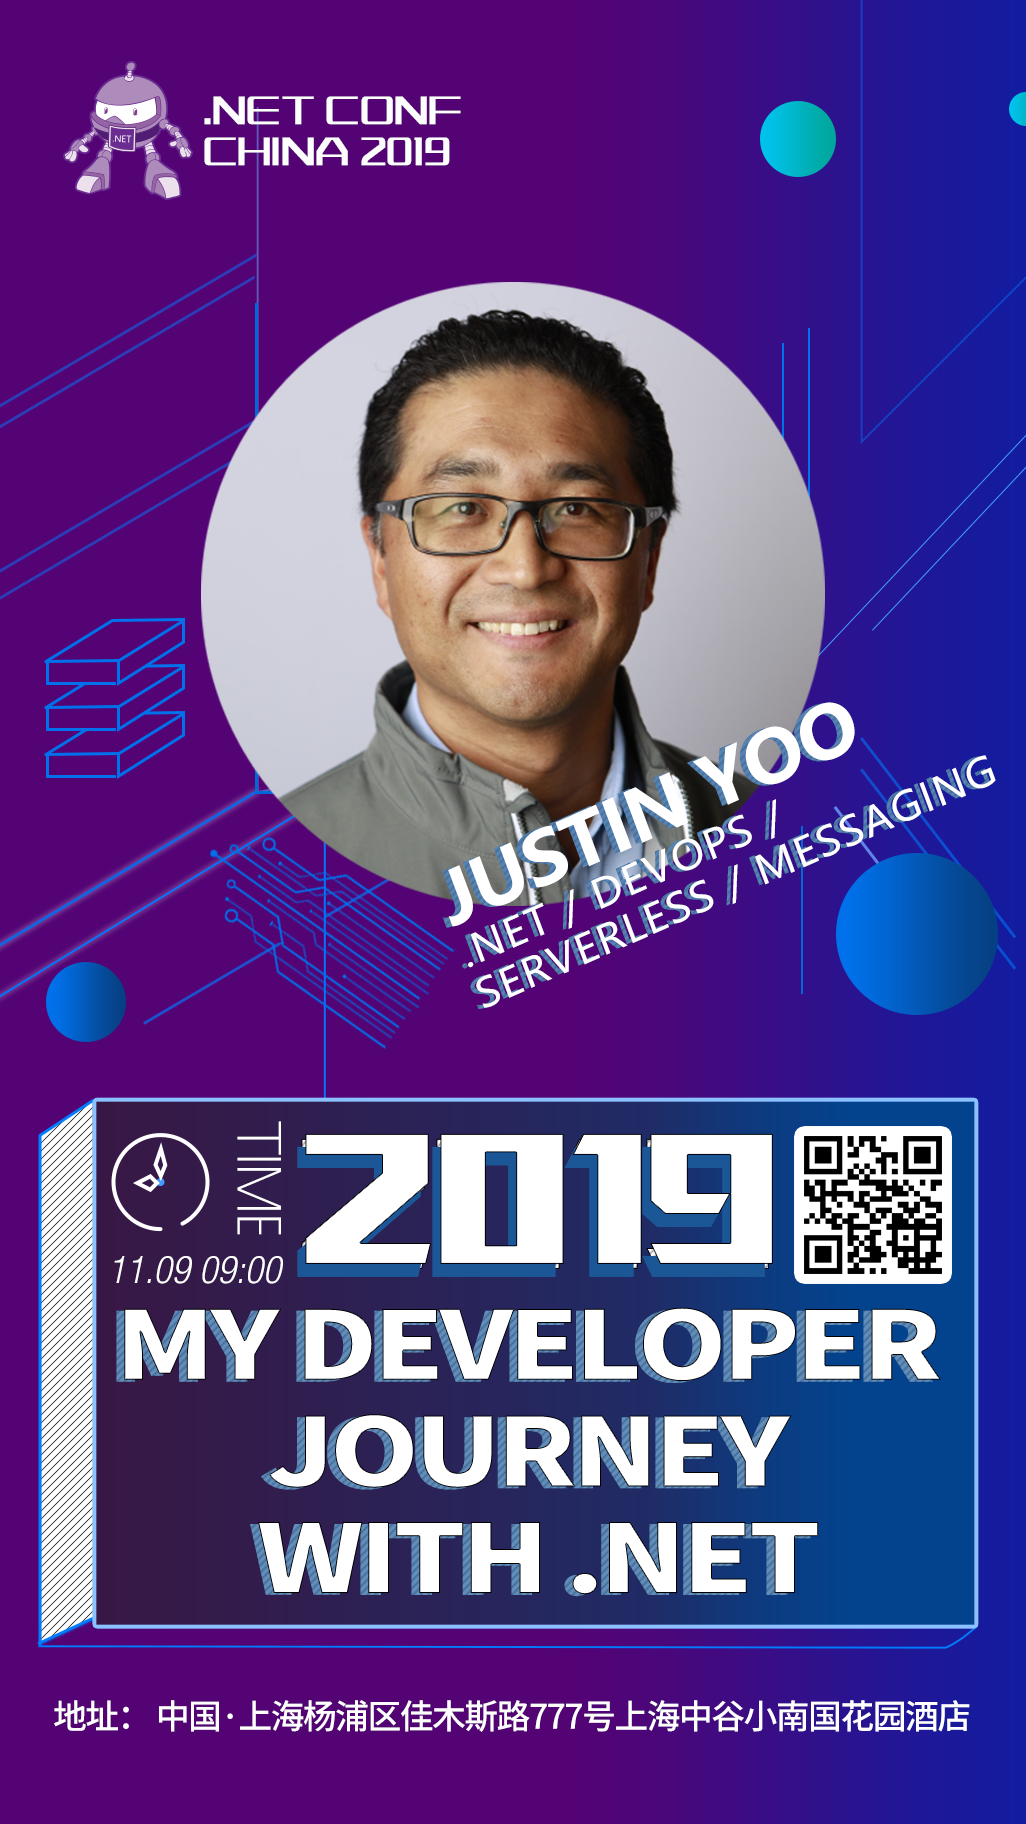 .NET CONF
CHINA 2019
.NET
JUSTIN YOO
.NET / DEVOPS /
SERVERLESS / MESSAGING
TIME
11.09 09:00
2019
MY DEVELOPER
JOURNEY
WITH .NET
地址： 中国·上海杨浦区佳木斯路777号上海中谷小南国花园酒店